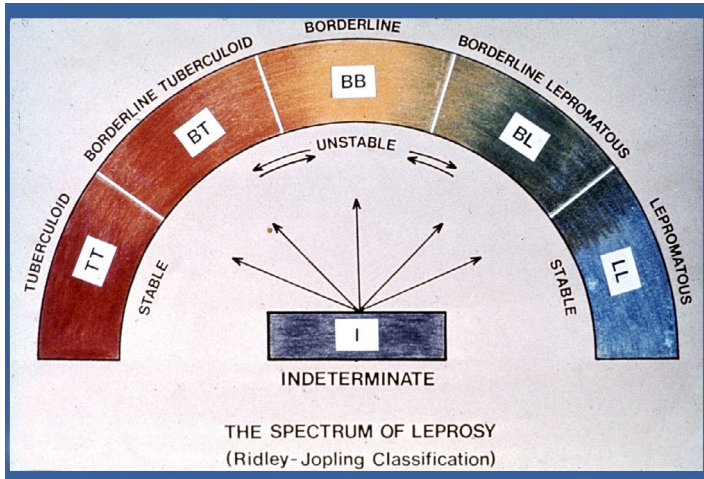 BORDERLINE
BORDERLINE TUBERCULOID
BORDERLINE LEPROMATOUS
BB
BT
BL
UNSTABLE
TUBERCULOID
LEPROMATOUS
TT
LL
STABLE
STABLE
I
INDETERMINATE
THE SPECTRUM OF LEPROSY
(Ridley-Jopling Classification)